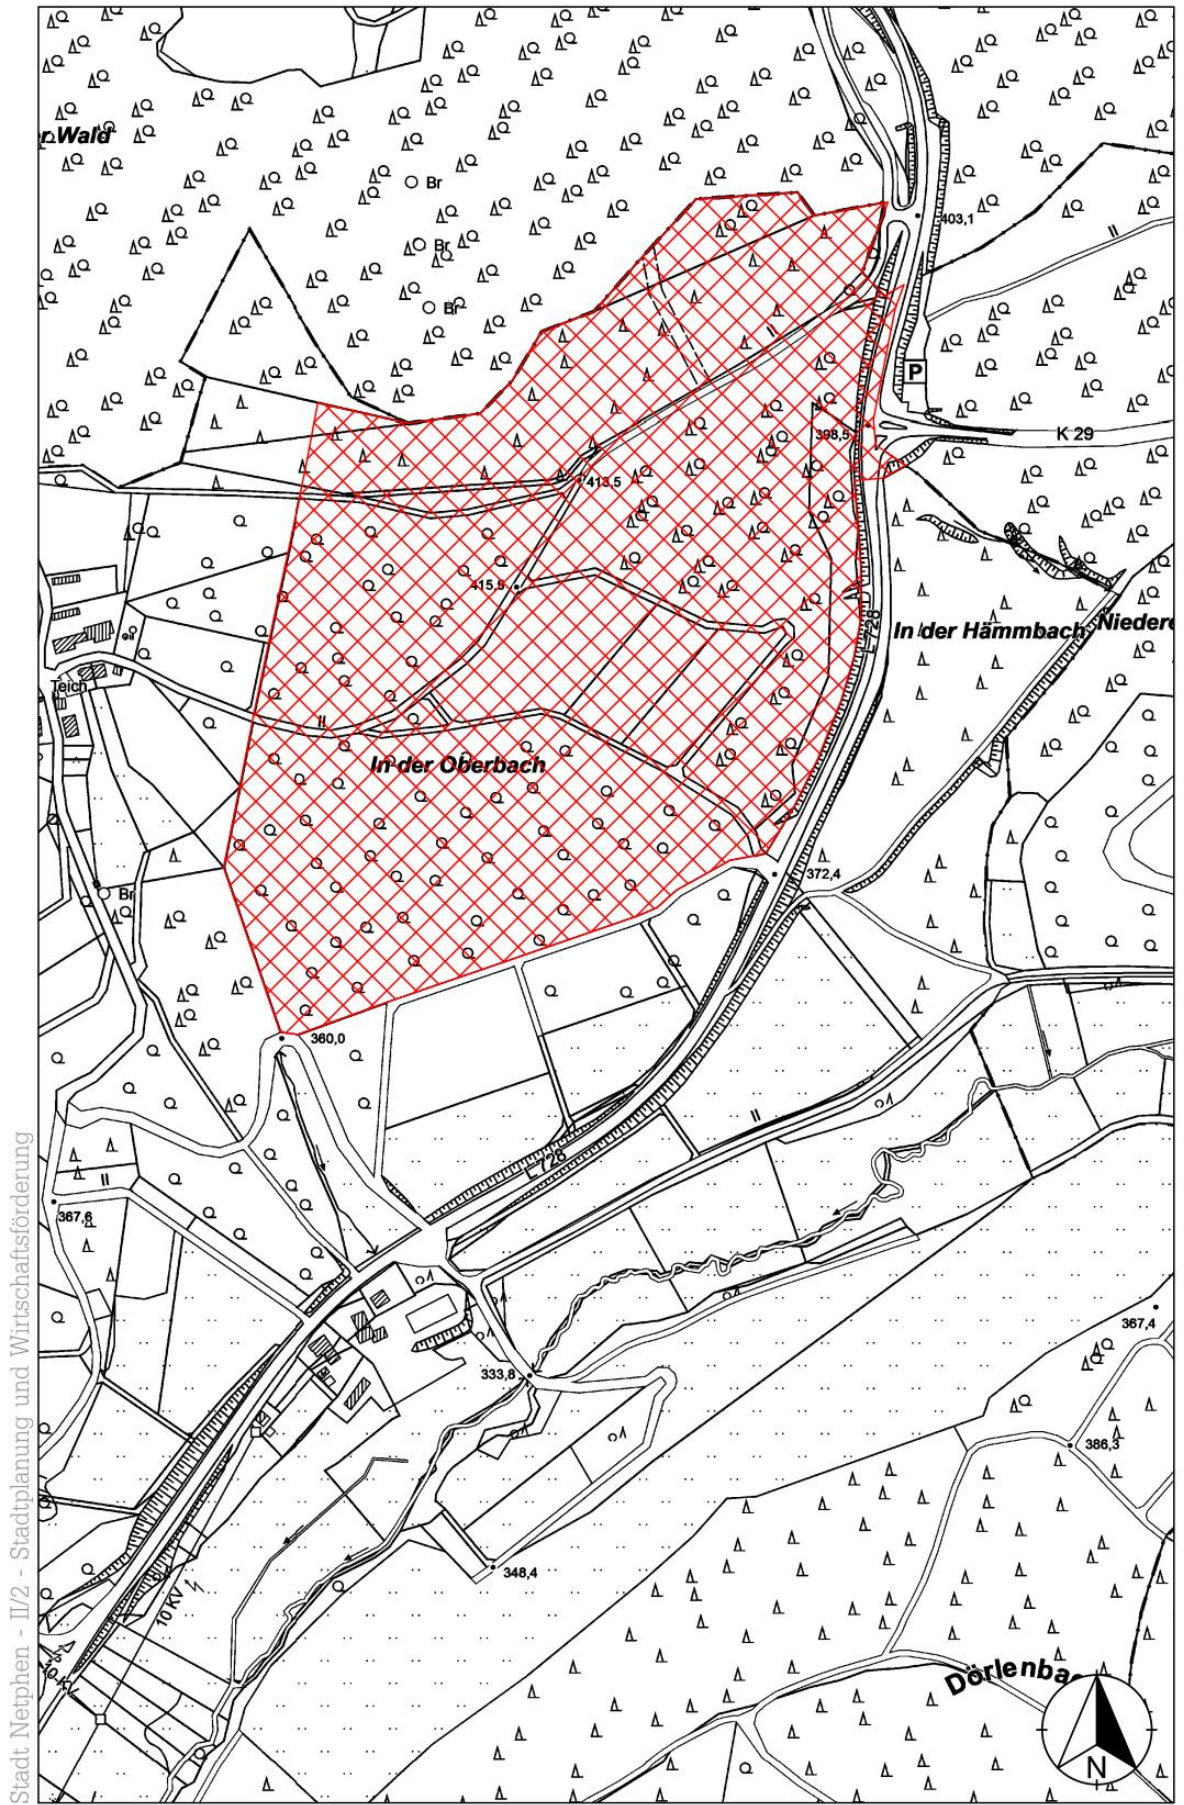 r Wald
Br
Br
Br
403,1
P
398,5
K 29
413,5
415,5
L 728
In der Hämmbach
Niedere
Teich
In der Oberbach
372,4
Br
360,0
L 728
367,6
367,4
333,8
386,3
348,4
10 KV
Dörlenba
N
Stadt Netphen - II/2 - Stadtplanung und Wirtschaftsförderung